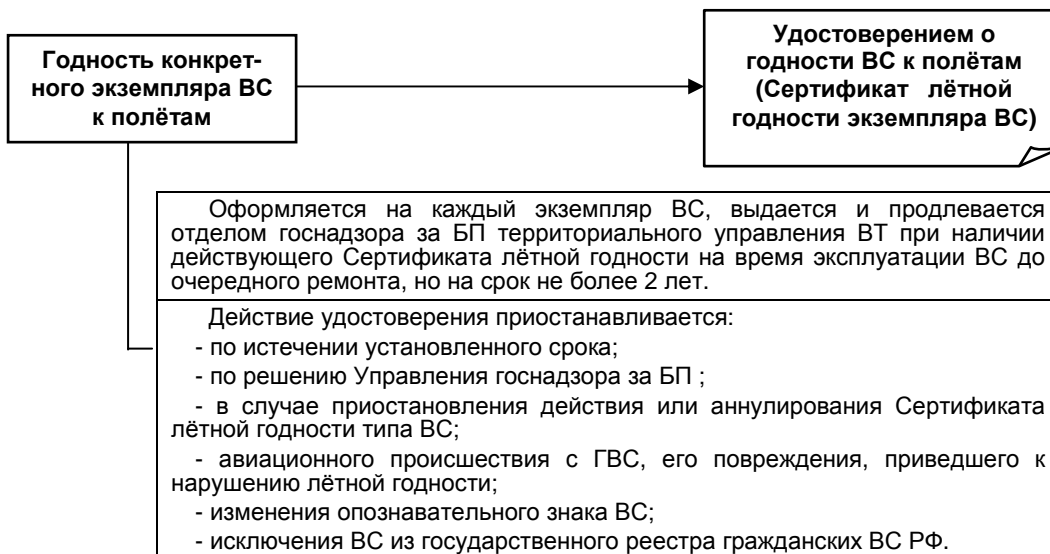 Годность конкрет-
ного экземпляра ВС
к полётам
Удостоверением о
годности ВС к полётам
(Сертификат лётной
годности экземпляра ВС)
Оформляется на каждый экземпляр ВС, выдается и продлевается
отделом госнадзора за БП территориального управления ВТ при наличии
действующего Сертификата лётной годности на время эксплуатации ВС до
очередного ремонта, но на срок не более 2 лет.
Действие удостоверения приостанавливается:
- по истечении установленного срока;
- по решению Управления госнадзора за БП ;
- в случае приостановления действия или аннулирования Сертификата
лётной годности типа ВС;
- авиационного происшествия с ГВС, его повреждения, приведшего к
нарушению лётной годности;
- изменения опознавательного знака ВС;
- исключения ВС из государственного реестра гражданских ВС РФ.